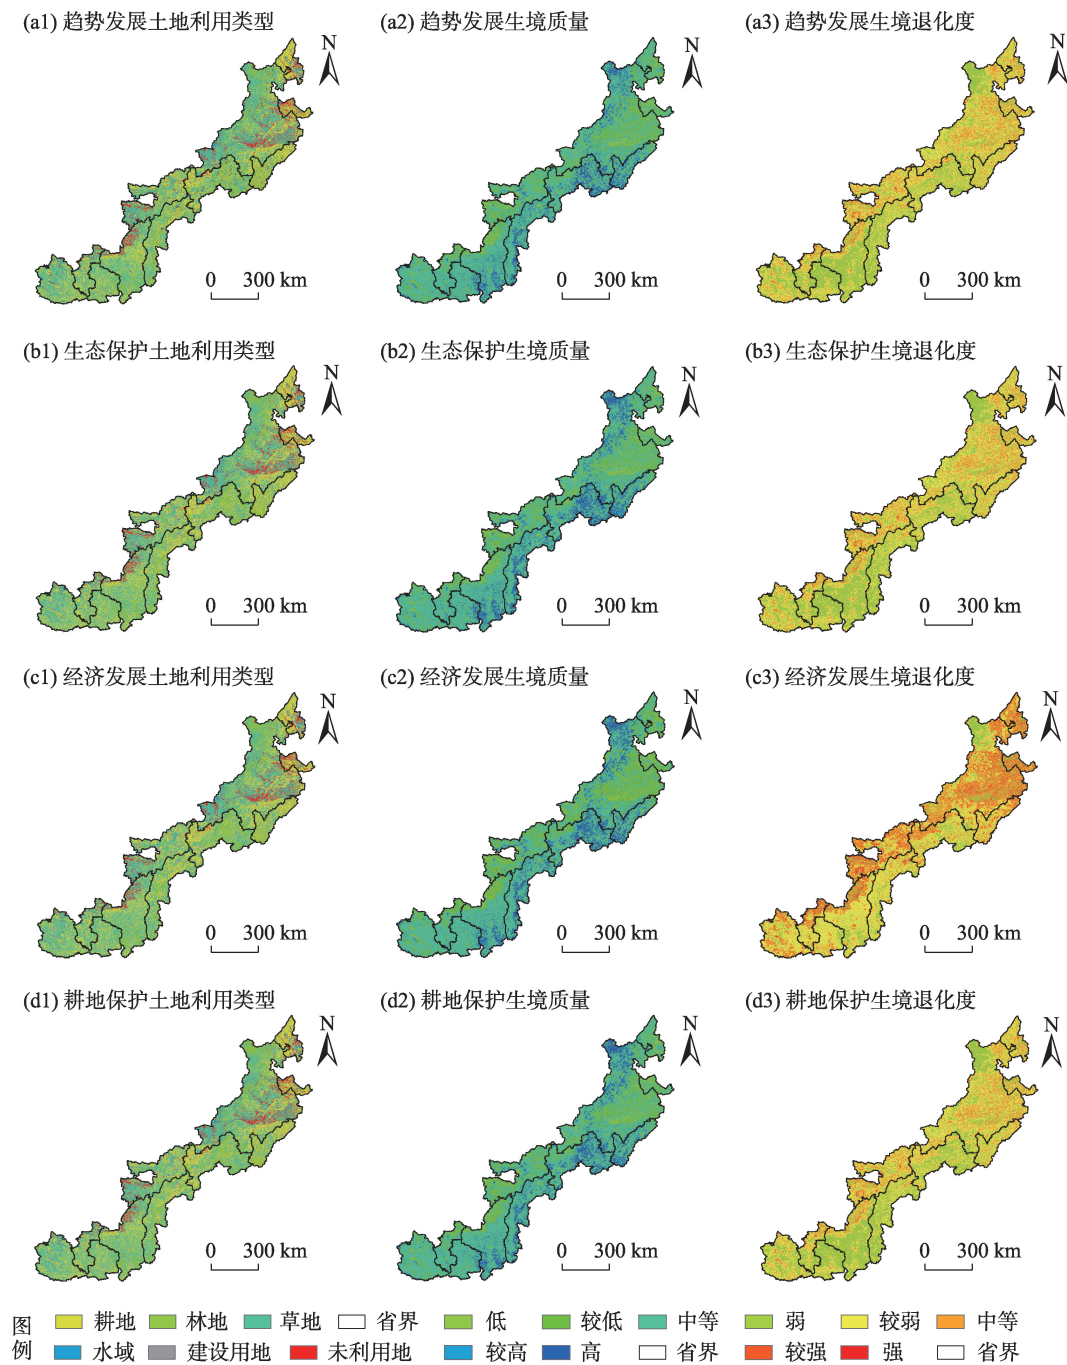 (a1) 趋势发展土地利用类型
(a2) 趋势发展生境质量
(a3) 趋势发展生境退化度
N
N
N
0 300 km
0 300 km
0 300 km
(b1) 生态保护土地利用类型
(b2) 生态保护生境质量
(b3) 生态保护生境退化度
N
N
N
0 300 km
0 300 km
0 300 km
(c1) 经济发展土地利用类型
(c2) 经济发展生境质量
(c3) 经济发展生境退化度
N
N
N
0 300 km
0 300 km
0 300 km
(d1) 耕地保护土地利用类型
(d2) 耕地保护生境质量
(d3) 耕地保护生境退化度
N
N
N
0 300 km
0 300 km
0 300 km
图例
耕地 林地 草地 省界 低 较低 中等 弱 较弱 中等
水域 建设用地 未利用地 较高 高 省界 较强 强 省界